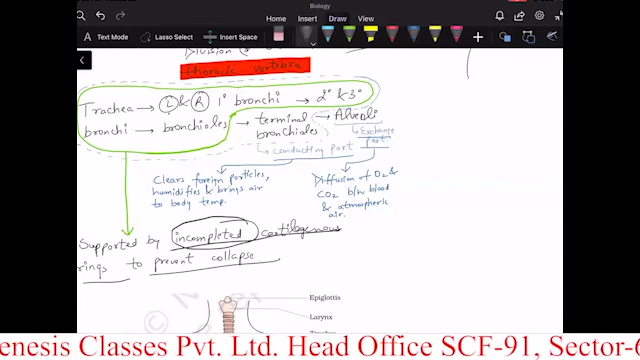 Biology
Text Mode
Lasso Select
Insert Space
Draw
View
Division @
thoracic vertebra
Trachea → L & R 1° bronchi → 2° & 3°
bronchi → bronchioles → terminal → Alveoli
bronchioles
Exchange
part
Conducting part
Clears foreign particles,
humidifies & brings air
to body temp.
Diffusion of O2 &
CO2 b/w blood
& atmospheric
air.
Supported by incompleted cartilogenous
rings to prevent collapse
© N
Epiglottis
Larynx
enesis Classes Pvt. Ltd. Head Office SCF-91, Sector-